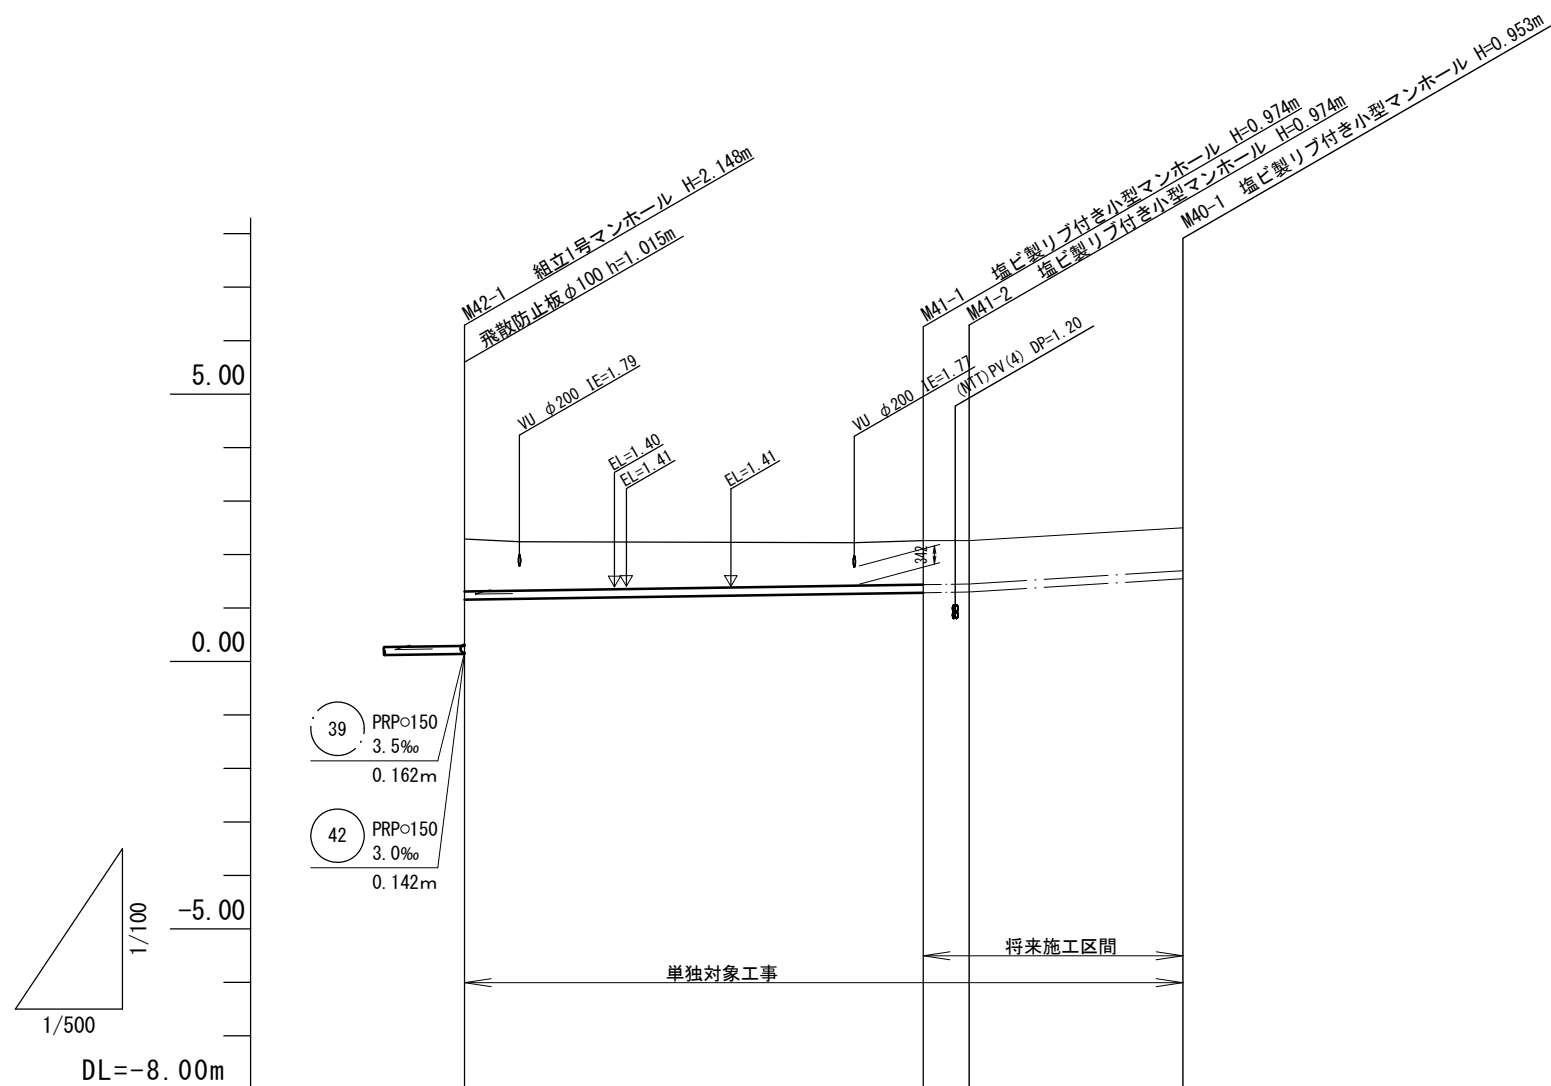 M40-1 塩ビ製リブ付き小型マンホール H=0.953m
M41-1 塩ビ製リブ付き小型マンホール H=0.974m
M41-2 塩ビ製リブ付き小型マンホール H=0.974m
M42-1 組立1号マンホール H=2.148m
飛散防止板φ100 h=1.015m
VU φ200 IE=1.79
EL=1.40
EL=1.41
EL=1.41
VU φ200 IE=1.77
(NTT)PV(4) DP=1.20
342
5.00
0.00
-5.00
39 PRP○150
3.5‰
0.162m
42 PRP○150
3.0‰
0.142m
1/100
1/500
将来施工区間
単独対象工事
DL=-8.00m